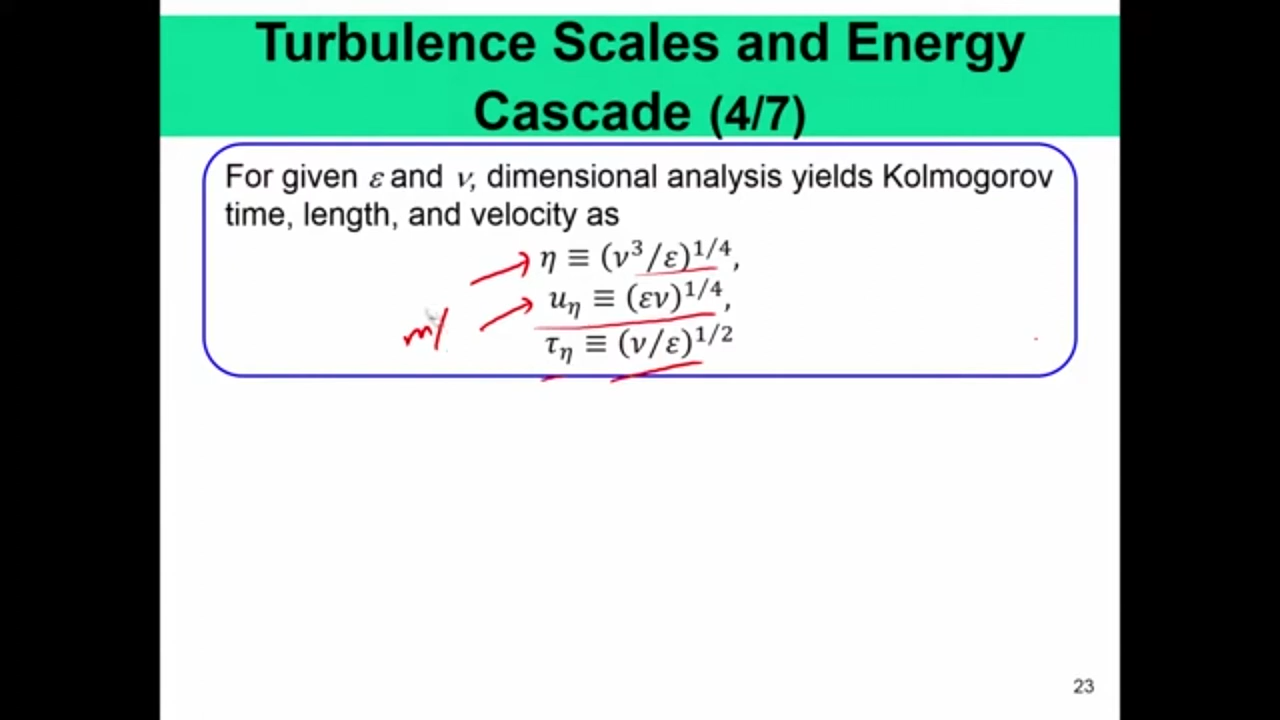 Turbulence Scales and Energy
Cascade (4/7)
For given ε and ν, dimensional analysis yields Kolmogorov
time, length, and velocity as
η ≡ (ν³/ε)^{1/4},
u_η ≡ (εν)^{1/4},
m/
τ_η ≡ (ν/ε)^{1/2}
23